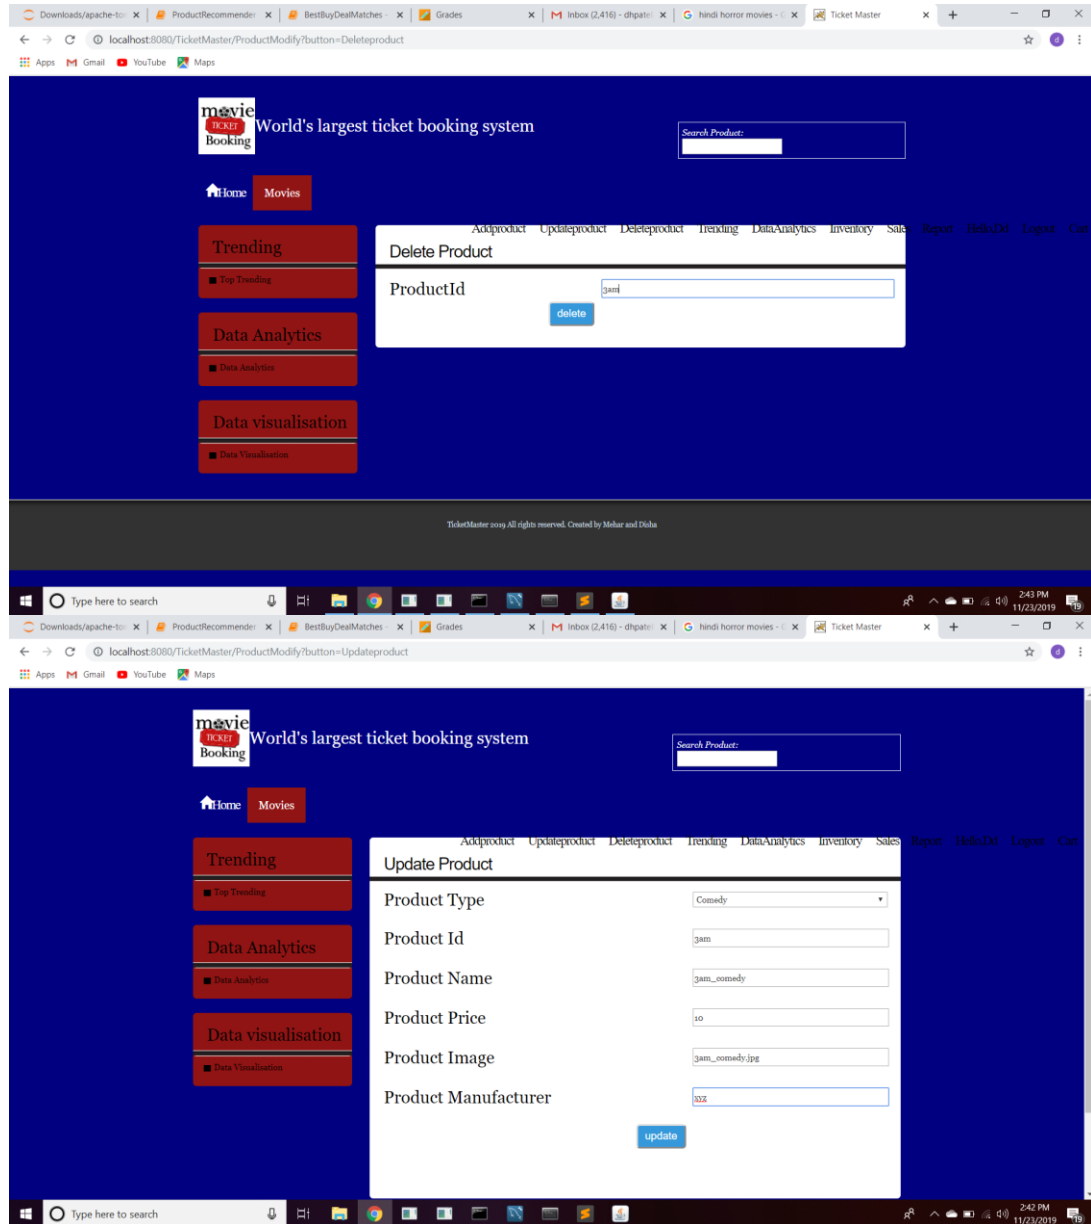 Downloads/apache-tor
ProductRecommender
BestBuyDealMatches -
Grades
Inbox (2,416) - dhpate
hindi horror movies - G
Ticket Master
localhost:8080/TicketMaster/ProductModify?button=Deleteproduct
d
Apps Gmail YouTube Maps
movie
TICKET
Booking
World's largest ticket booking system
Search Product:
Home Movies
Addproduct Updateproduct Deleteproduct Trending DataAnalytics Inventory Sales Report Hello,Dd Logout Cart
Trending
Top Trending
Data Analytics
Data Analytics
Data visualisation
Data Visualisation
Delete Product
ProductId 3am
delete
TicketMaster 2019 All rights reserved. Created by Mehar and Disha
Type here to search
2:43 PM
11/23/2019
19
Downloads/apache-tor
ProductRecommender
BestBuyDealMatches -
Grades
Inbox (2,416) - dhpate
hindi horror movies - G
Ticket Master
localhost:8080/TicketMaster/ProductModify?button=Updateproduct
d
Apps Gmail YouTube Maps
movie
TICKET
Booking
World's largest ticket booking system
Search Product:
Home Movies
Addproduct Updateproduct Deleteproduct Trending DataAnalytics Inventory Sales Report Hello,Dd Logout Cart
Trending
Top Trending
Data Analytics
Data Analytics
Data visualisation
Data Visualisation
Update Product
Product Type Comedy
Product Id 3am
Product Name 3am_comedy
Product Price 10
Product Image 3am_comedy.jpg
Product Manufacturer xyz
update
Type here to search
2:42 PM
11/23/2019
19